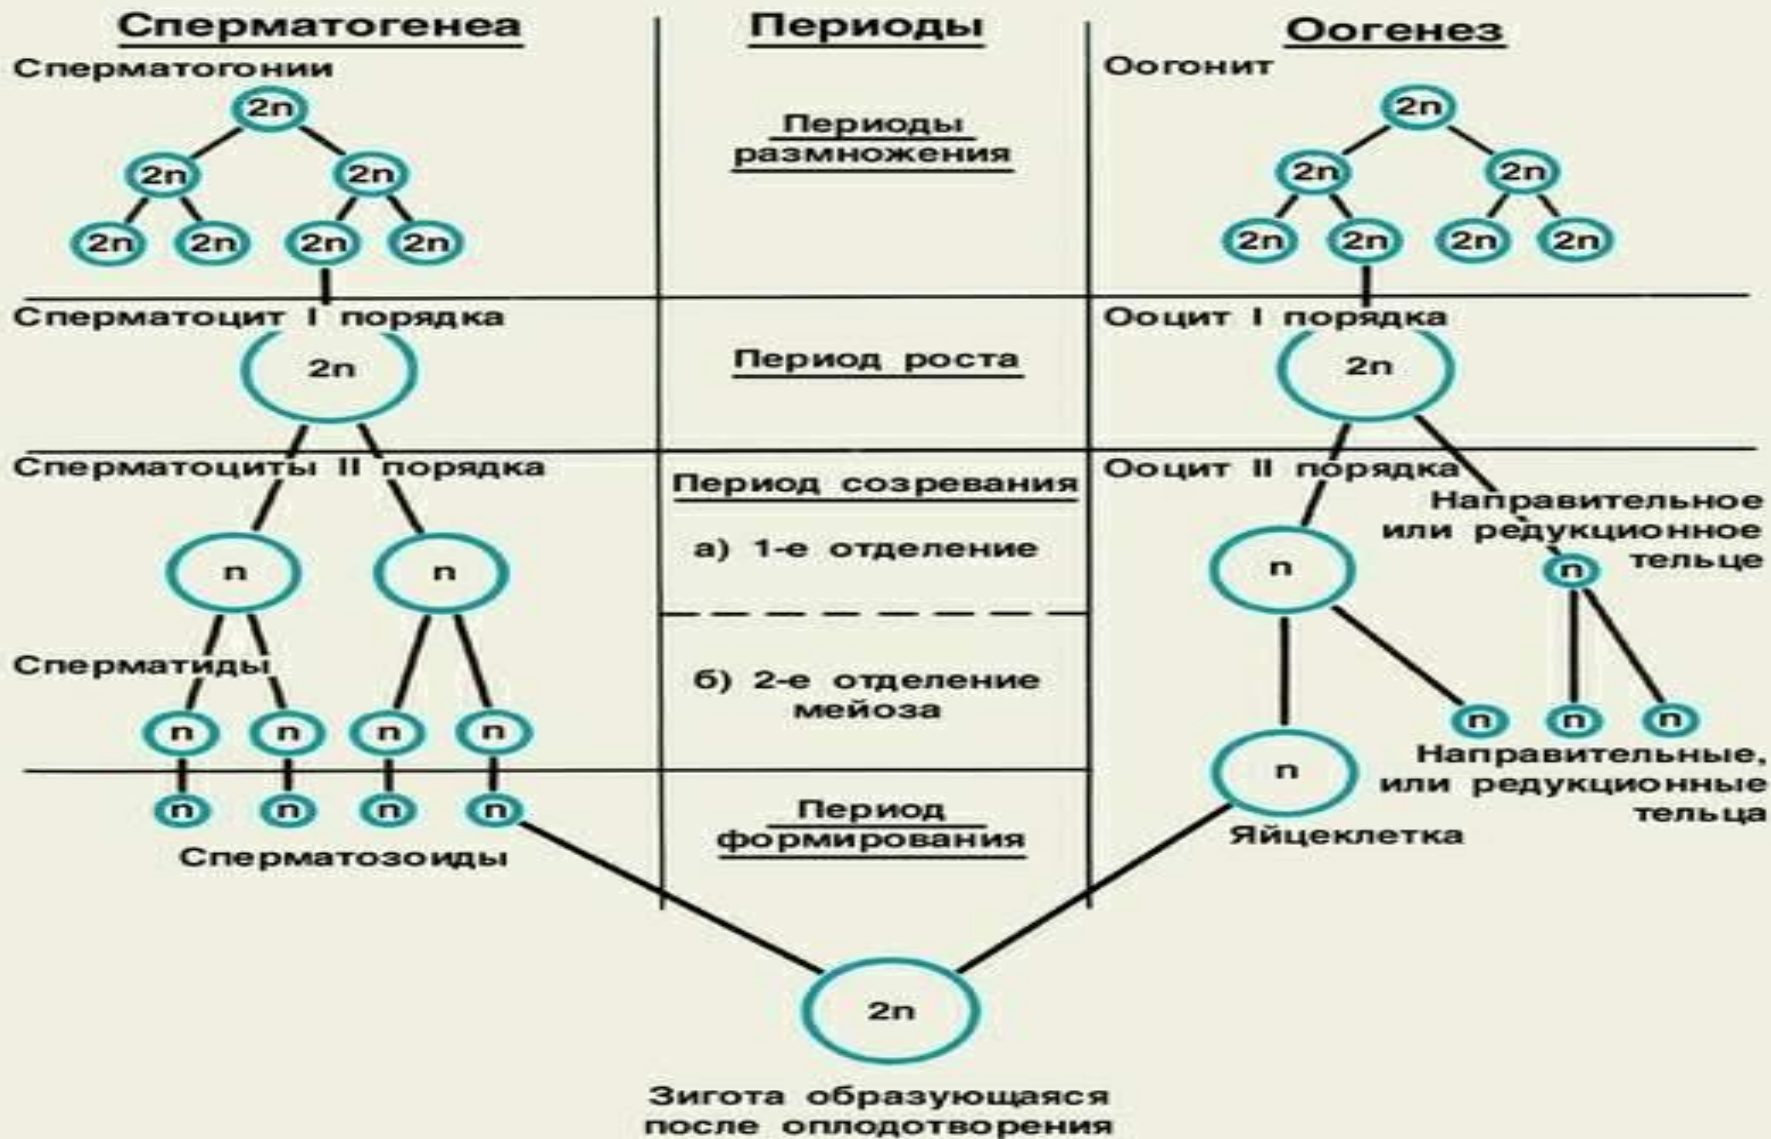 Сперматогенеа
Периоды
Оогенез
Сперматогонии
Оогонит
2n
2n
2n
2n
2n
2n
2n
Периоды
размножения
2n
2n
2n
2n
2n
2n
2n
Сперматоцит I порядка
2n
Период роста
Ооцит I порядка
2n
Сперматоциты II порядка
n
n
Период созревания
а) 1-е отделение
Ооцит II порядка
Направительное
или редукционное
тельце
n
n
Сперматиды
n
n
n
n
б) 2-е отделение
мейоза
n
n
n
n
Направительные,
или редукционные
тельца
Яйцеклетка
n
n
n
n
Сперматозоиды
Период
формирования
2n
Зигота образующаяся
после оплодотворения